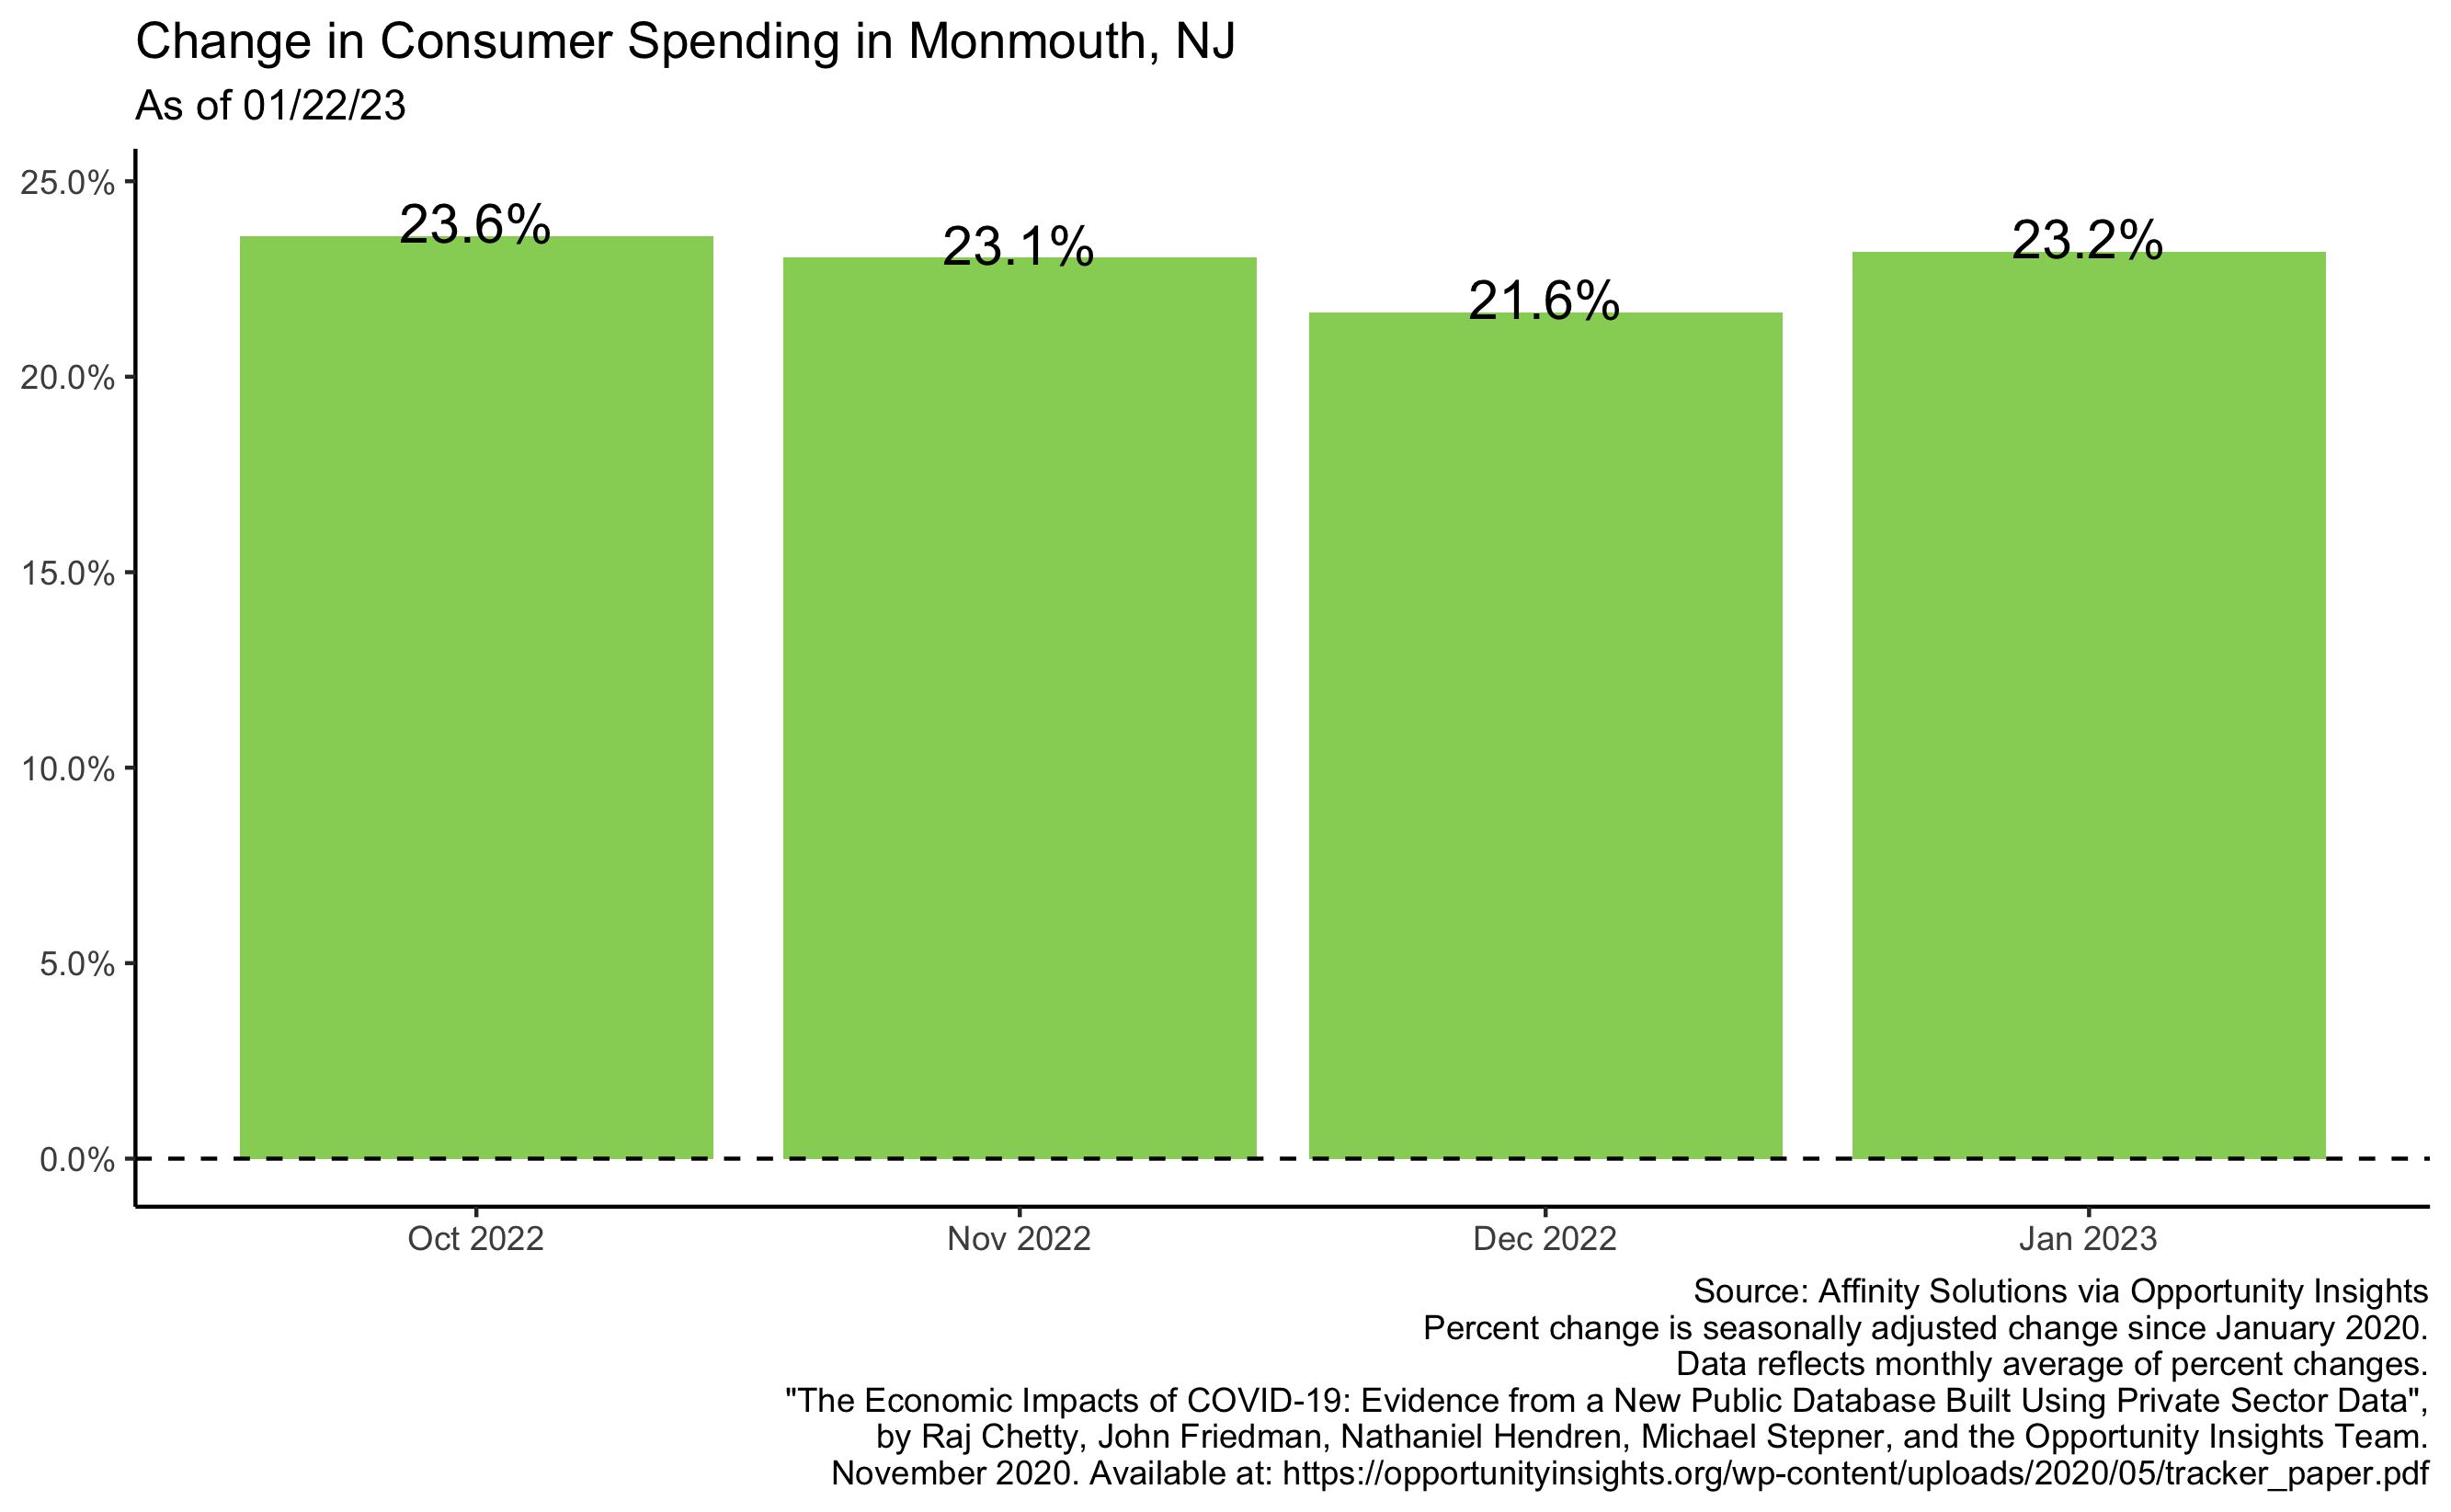 Change in Consumer Spending in Monmouth, NJ
As of 01/22/23
25.0%
20.0%
15.0%
10.0%
5.0%
0.0%
23.6%
23.1%
21.6%
23.2%
Oct 2022
Nov 2022
Dec 2022
Jan 2023
Source: Affinity Solutions via Opportunity Insights
Percent change is seasonally adjusted change since January 2020.
Data reflects monthly average of percent changes.
"The Economic Impacts of COVID-19: Evidence from a New Public Database Built Using Private Sector Data",
by Raj Chetty, John Friedman, Nathaniel Hendren, Michael Stepner, and the Opportunity Insights Team.
November 2020. Available at: https://opportunityinsights.org/wp-content/uploads/2020/05/tracker_paper.pdf